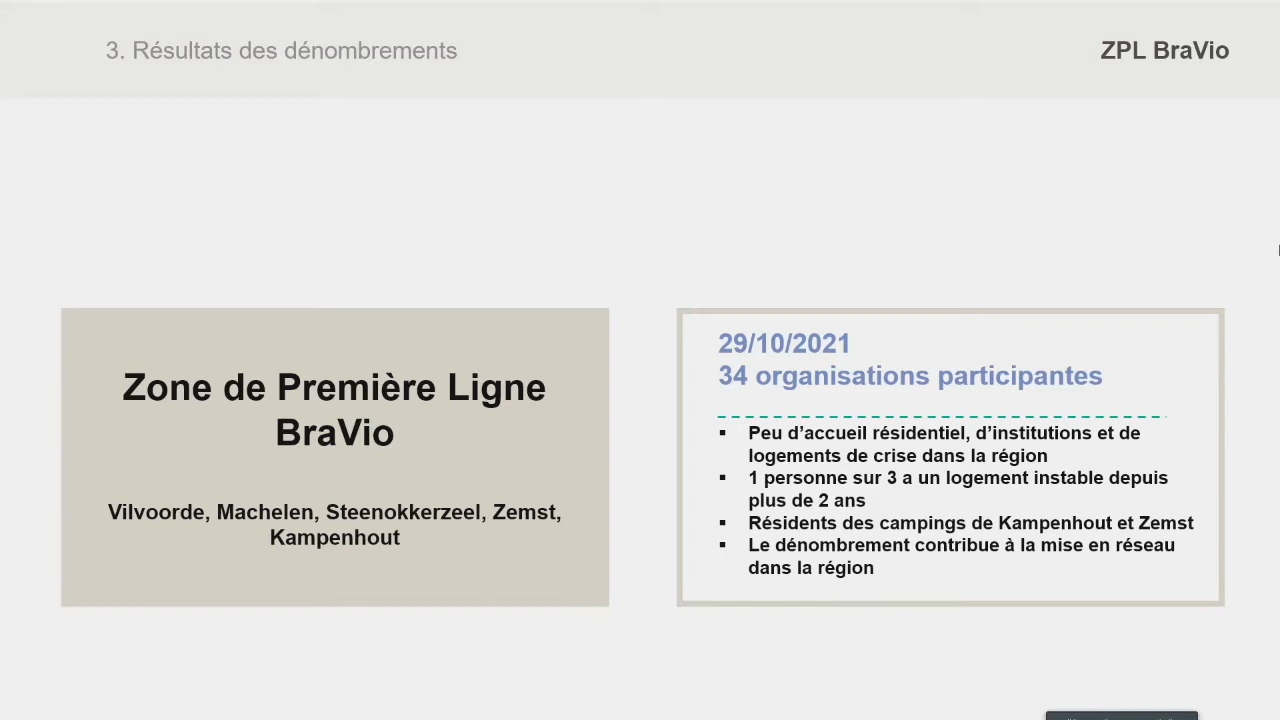 3. Résultats des dénombrements
ZPL BraVio
Zone de Première Ligne
BraVio
Vilvoorde, Machelen, Steenokkerzeel, Zemst,
Kampenhout
29/10/2021
34 organisations participantes
▪ Peu d’accueil résidentiel, d’institutions et de
logements de crise dans la région
▪ 1 personne sur 3 a un logement instable depuis
plus de 2 ans
▪ Résidents des campings de Kampenhout et Zemst
▪ Le dénombrement contribue à la mise en réseau
dans la région